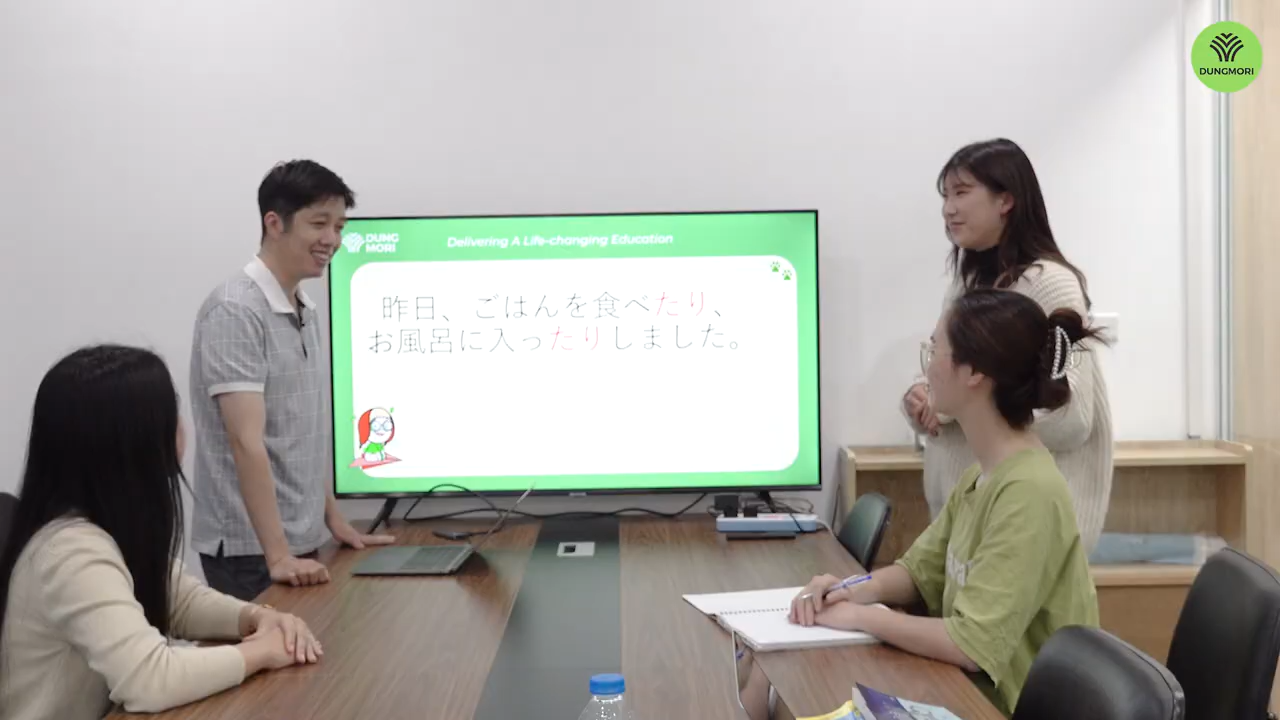 DUNGMORI
DUNG
MORI
Delivering A Life-changing Education
昨日、ごはんを食べたり、
お風呂に入ったりしました。